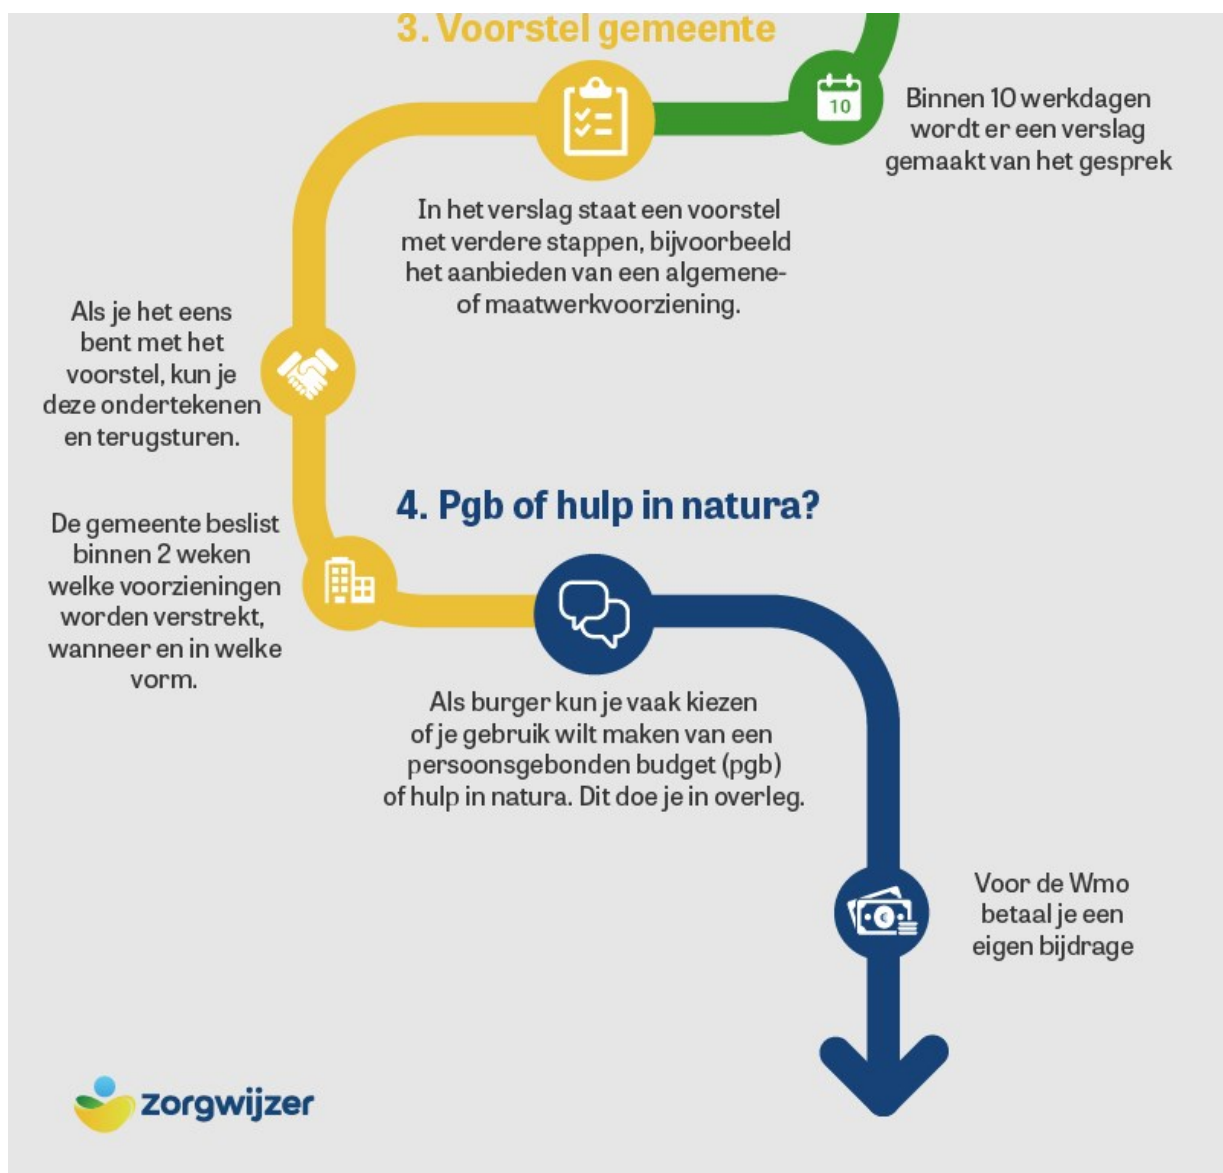 3. Voorstel gemeente
10
Binnen 10 werkdagen
wordt er een verslag
gemaakt van het gesprek
In het verslag staat een voorstel
met verdere stappen, bijvoorbeeld
het aanbieden van een algemene-
of maatwerkvoorziening.
Als je het eens
bent met het
voorstel, kun je
deze ondertekenen
en terugsturen.
De gemeente beslist
binnen 2 weken
welke voorzieningen
worden verstrekt,
wanneer en in welke
vorm.
4. Pgb of hulp in natura?
Als burger kun je vaak kiezen
of je gebruik wilt maken van een
persoonsgebonden budget (pgb)
of hulp in natura. Dit doe je in overleg.
€
Voor de Wmo
betaal je een
eigen bijdrage
zorgwijzer